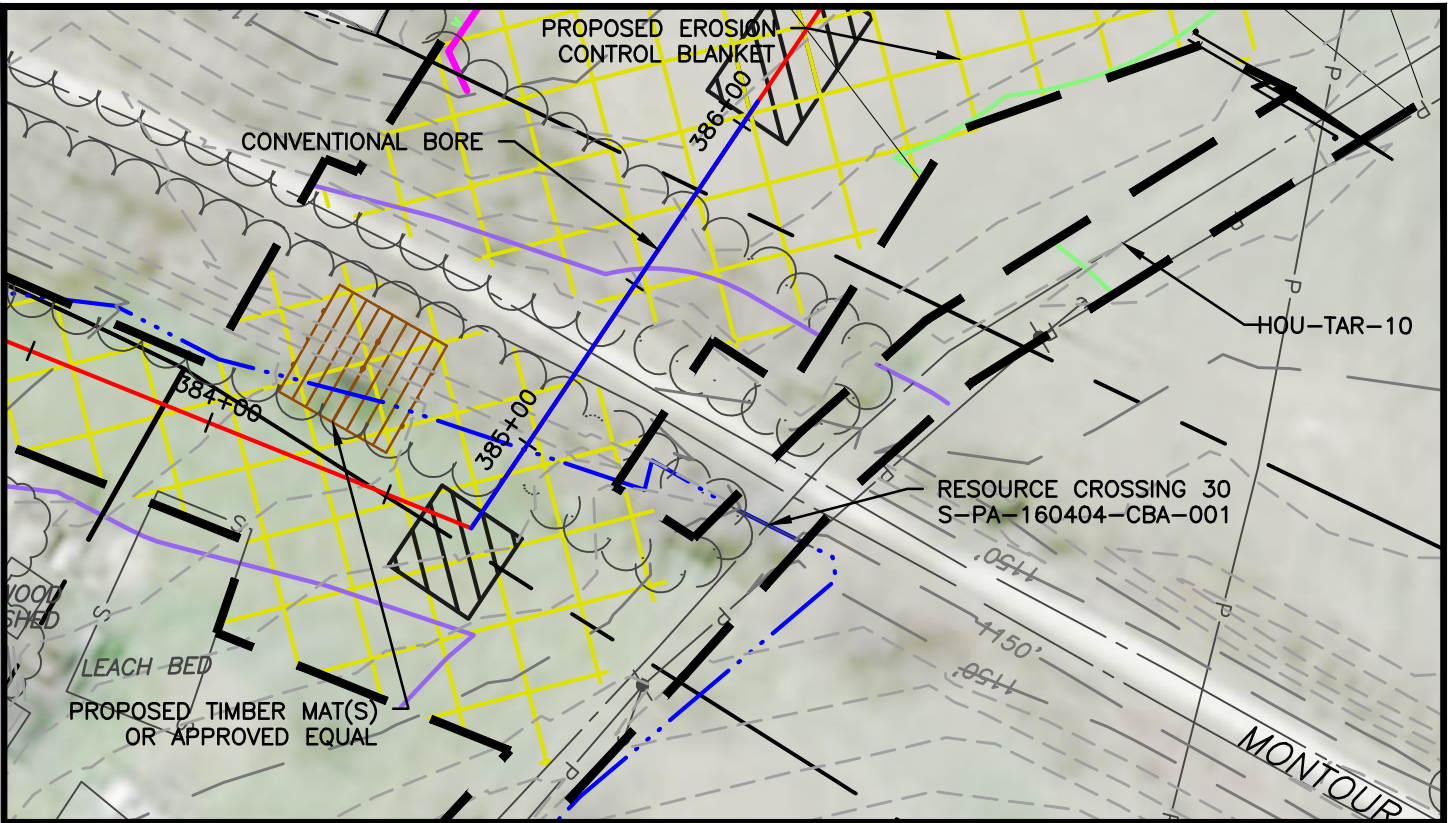 PROPOSED EROSION
CONTROL BLANKET
386+00
CONVENTIONAL BORE
P
P
P
P
HOU-TAR-10
384+00
385+00
RESOURCE CROSSING 30
S-PA-160404-CBA-001
1150'
1150'
1150'
S
S
S
P
P
P
P
SHED
LEACH BED
PROPOSED TIMBER MAT(S)
OR APPROVED EQUAL
MONTOUR